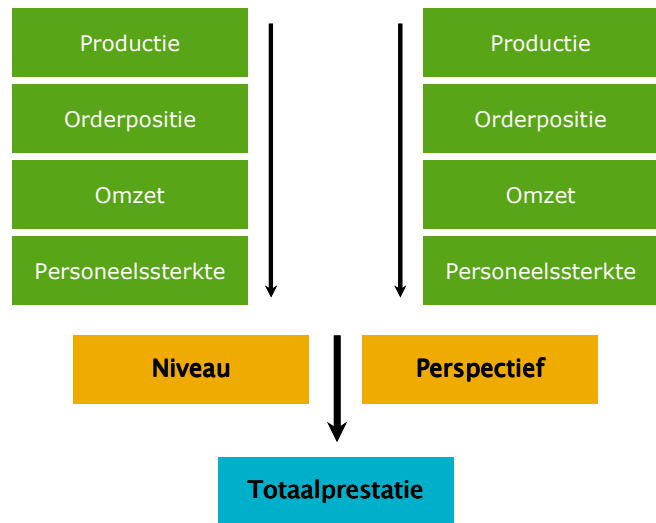 Productie
Orderpositie
Omzet
Personeelssterkte
Productie
Orderpositie
Omzet
Personeelssterkte
Niveau
Perspectief
Totaalprestatie